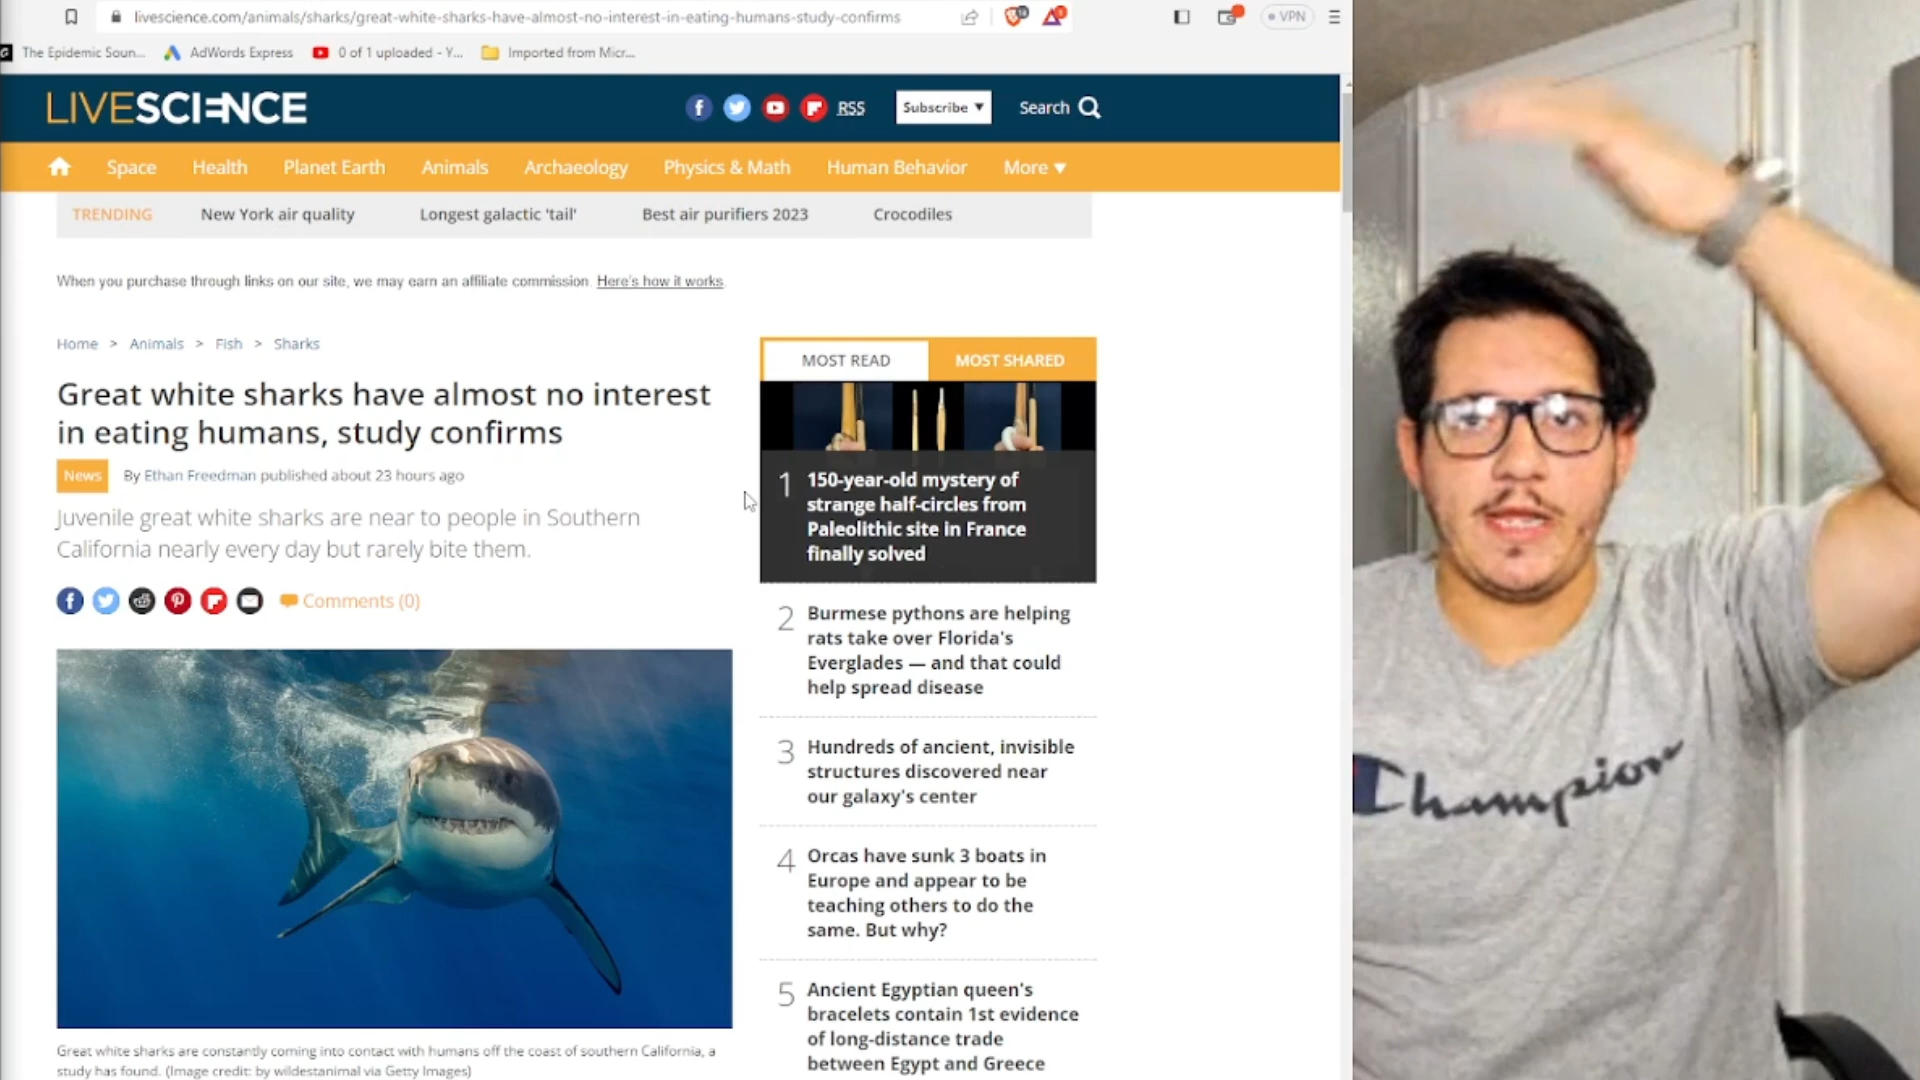 livescience.com/animals/sharks/great-white-sharks-have-almost-no-interest-in-eating-humans-study-confirms
VPN
The Epidemic Soun...
AdWords Express
0 of 1 uploaded - Y...
Imported from Micr...
LIVESCIENCE
RSS
Subscribe ▼
Search
Space
Health
Planet Earth
Animals
Archaeology
Physics & Math
Human Behavior
More ▼
TRENDING
New York air quality
Longest galactic 'tail'
Best air purifiers 2023
Crocodiles
When you purchase through links on our site, we may earn an affiliate commission. Here's how it works.
Home > Animals > Fish > Sharks
Great white sharks have almost no interest
in eating humans, study confirms
News
By Ethan Freedman published about 23 hours ago
Juvenile great white sharks are near to people in Southern
California nearly every day but rarely bite them.
Comments (0)
Great white sharks are constantly coming into contact with humans off the coast of southern California, a
study has found. (Image credit: by wildestanimal via Getty Images)
MOST READ
MOST SHARED
1 150-year-old mystery of
strange half-circles from
Paleolithic site in France
finally solved
2 Burmese pythons are helping
rats take over Florida's
Everglades — and that could
help spread disease
3 Hundreds of ancient, invisible
structures discovered near
our galaxy's center
4 Orcas have sunk 3 boats in
Europe and appear to be
teaching others to do the
same. But why?
5 Ancient Egyptian queen's
bracelets contain 1st evidence
of long-distance trade
between Egypt and Greece
Champion